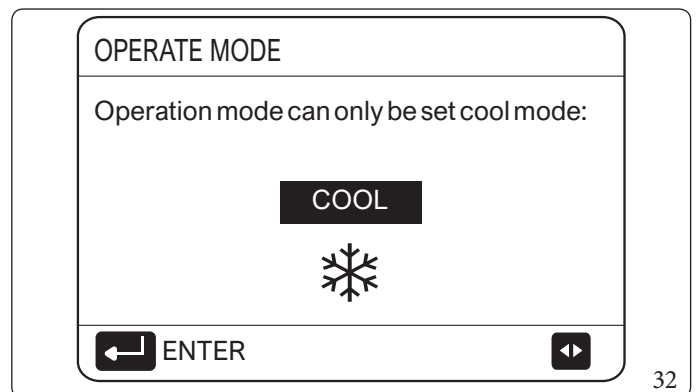 OPERATE MODE
Operation mode can only be set cool mode:
COOL
ENTER
32